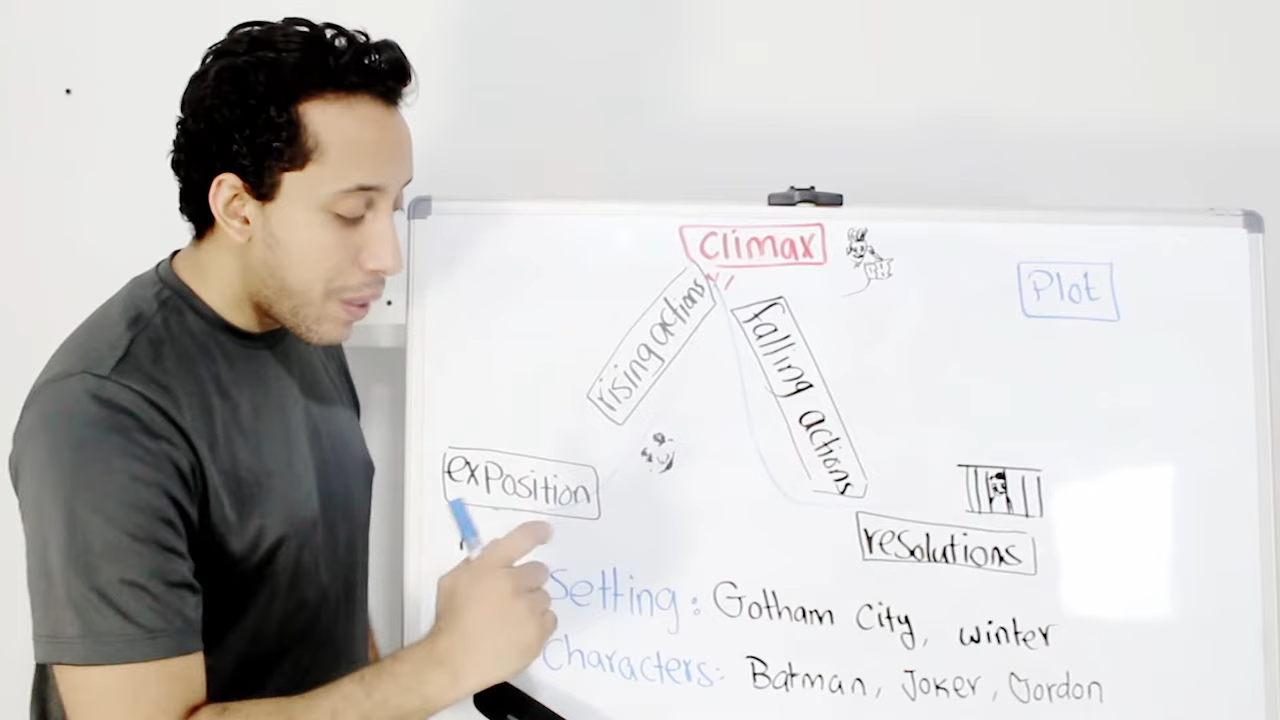 Climax
Plot
rising actions
falling actions
exPosition
resolutions
Setting: Gotham City, winter
Characters: Batman, Joker, Gordon